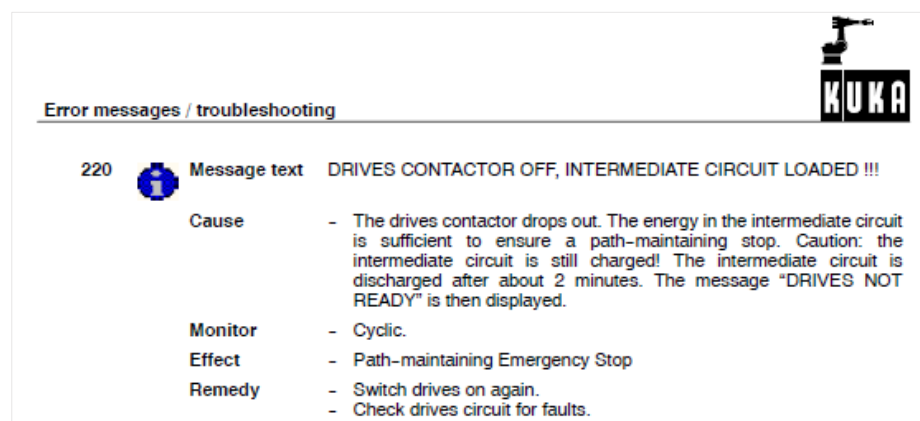 KUKA
Error messages / troubleshooting
220 i Message text DRIVES CONTACTOR OFF, INTERMEDIATE CIRCUIT LOADED !!!
Cause – The drives contactor drops out. The energy in the intermediate circuit
is sufficient to ensure a path–maintaining stop. Caution: the
intermediate circuit is still charged! The intermediate circuit is
discharged after about 2 minutes. The message “DRIVES NOT
READY” is then displayed.
Monitor – Cyclic.
Effect – Path–maintaining Emergency Stop
Remedy – Switch drives on again.
– Check drives circuit for faults.